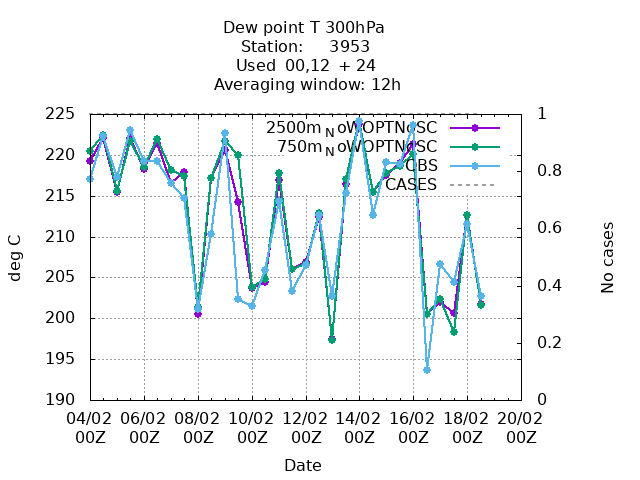 Dew point T 300hPa
Station: 3953
Used 00,12 + 24
Averaging window: 12h
225 1
2500m NoWOPTNoSC
750m NoWOPTNoSC
220
OBS
0.8
CASES
215
0.6
210
deg C
No cases
205
0.4
200
0.2
195
190 0
04/02 06/02 08/02 10/02 12/02 14/02 16/02 18/02 20/02
00Z 00Z 00Z 00Z 00Z 00Z 00Z 00Z 00Z
Date